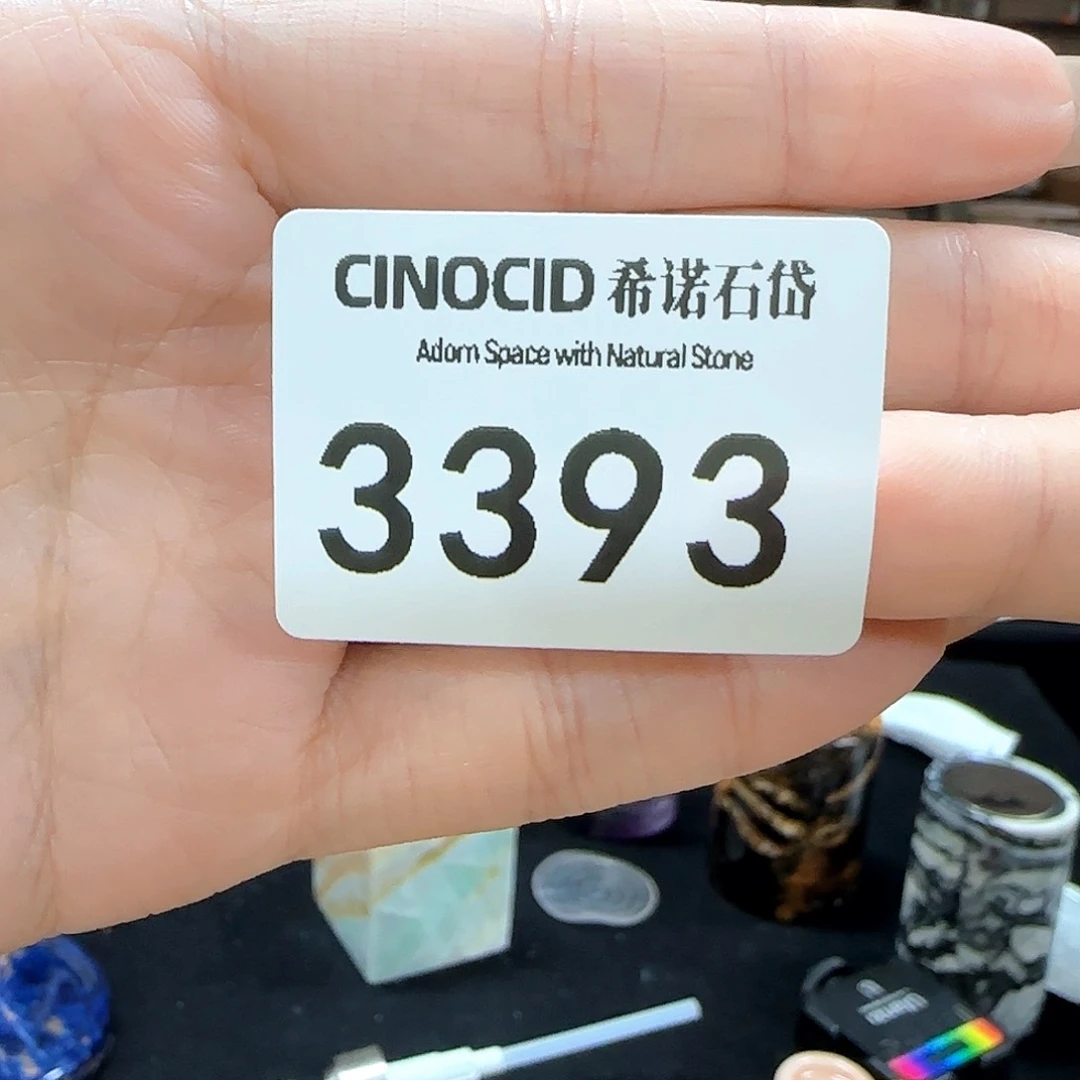 CINOCID 希诺石岱
Adorn Space with Natural Stone
3393